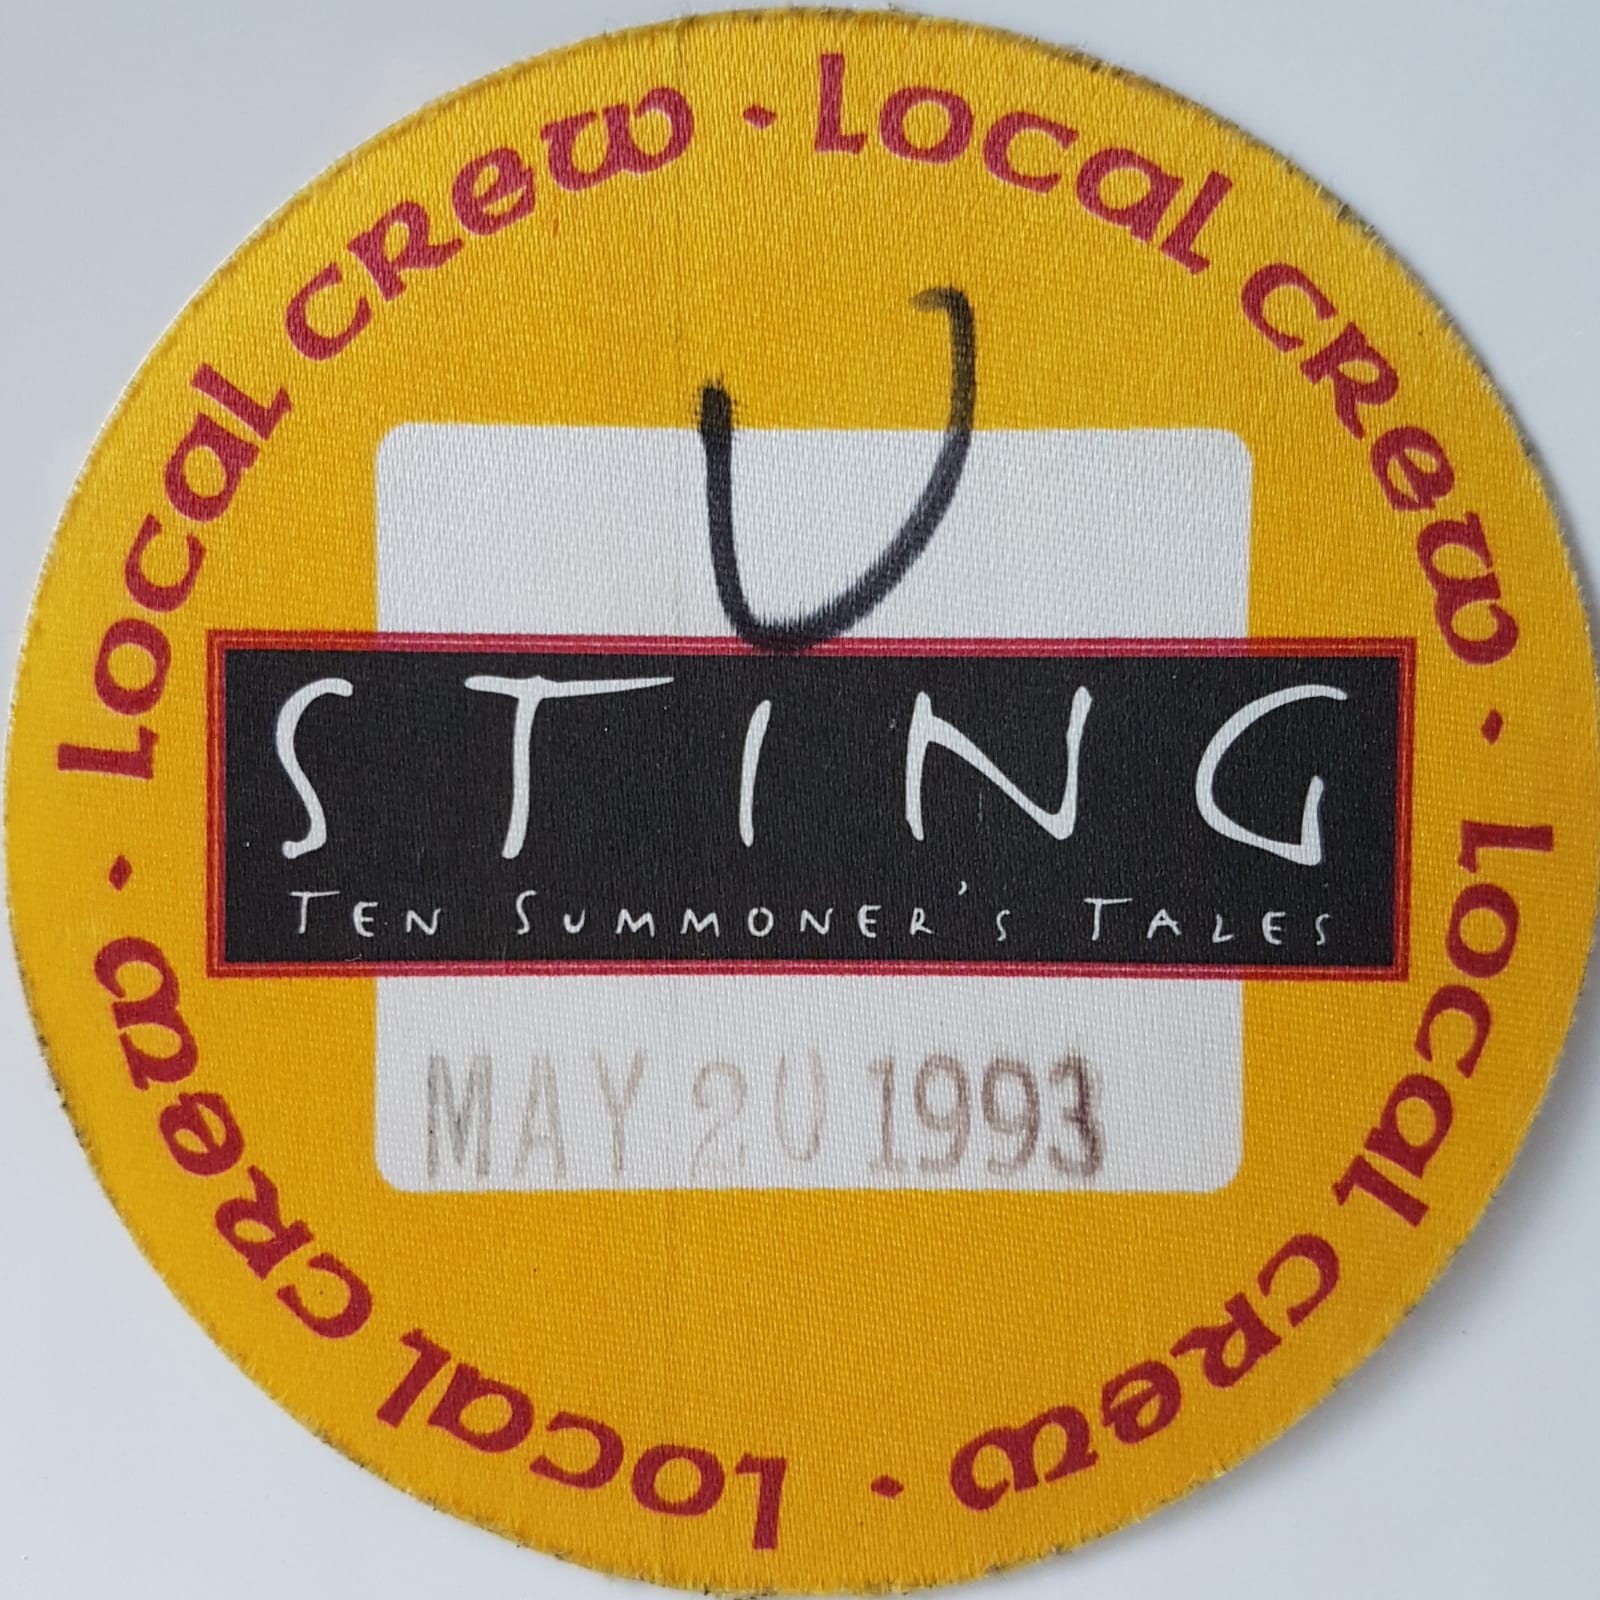 Local Crew · Local Crew · Local Crew · Local Crew ·
U
STING
TEN SUMMONER'S TALES
MAY 20 1993